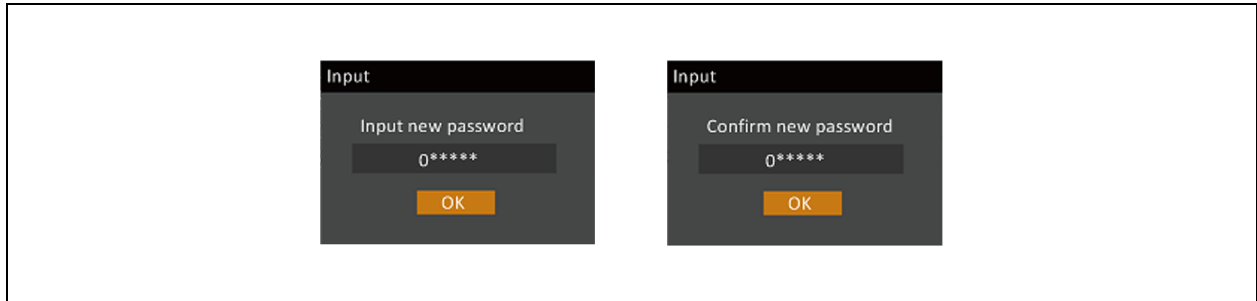 Input
Input new password
0*****
OK
Input
Confirm new password
0*****
OK